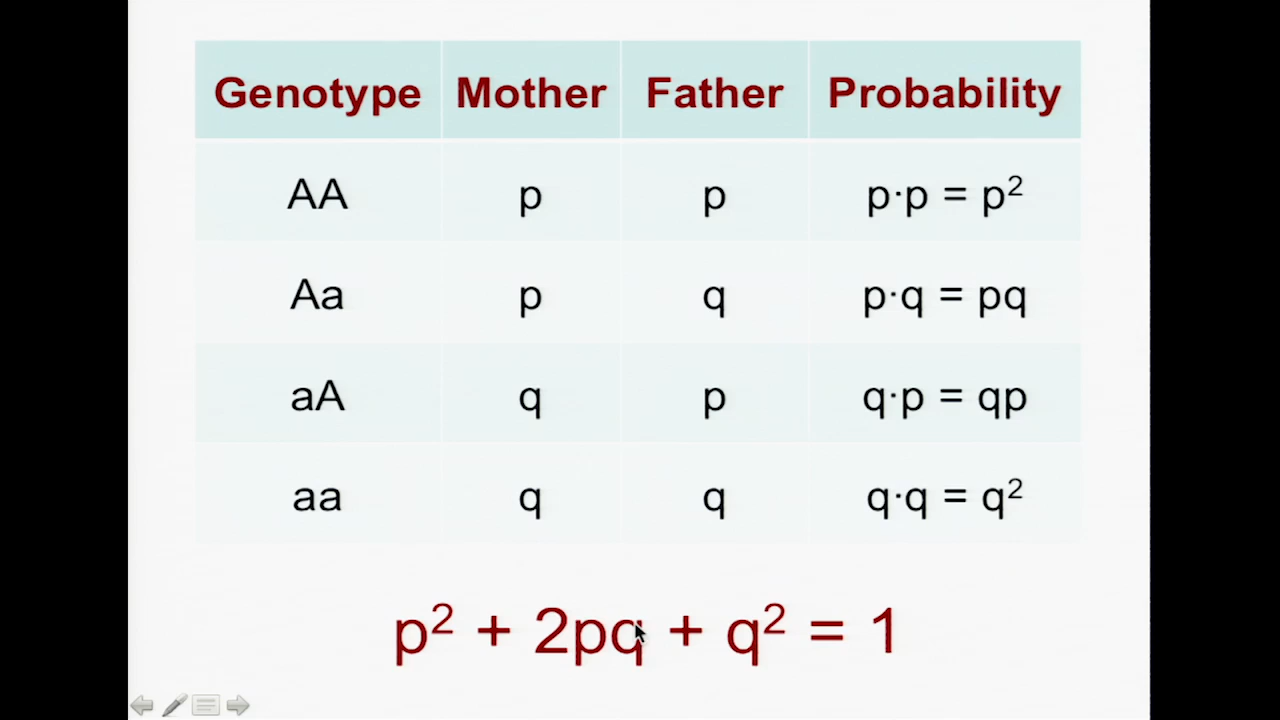 Genotype Mother Father Probability
AA p p p·p = p²
Aa p q p·q = pq
aA q p q·p = qp
aa q q q·q = q²
p² + 2pq + q² = 1